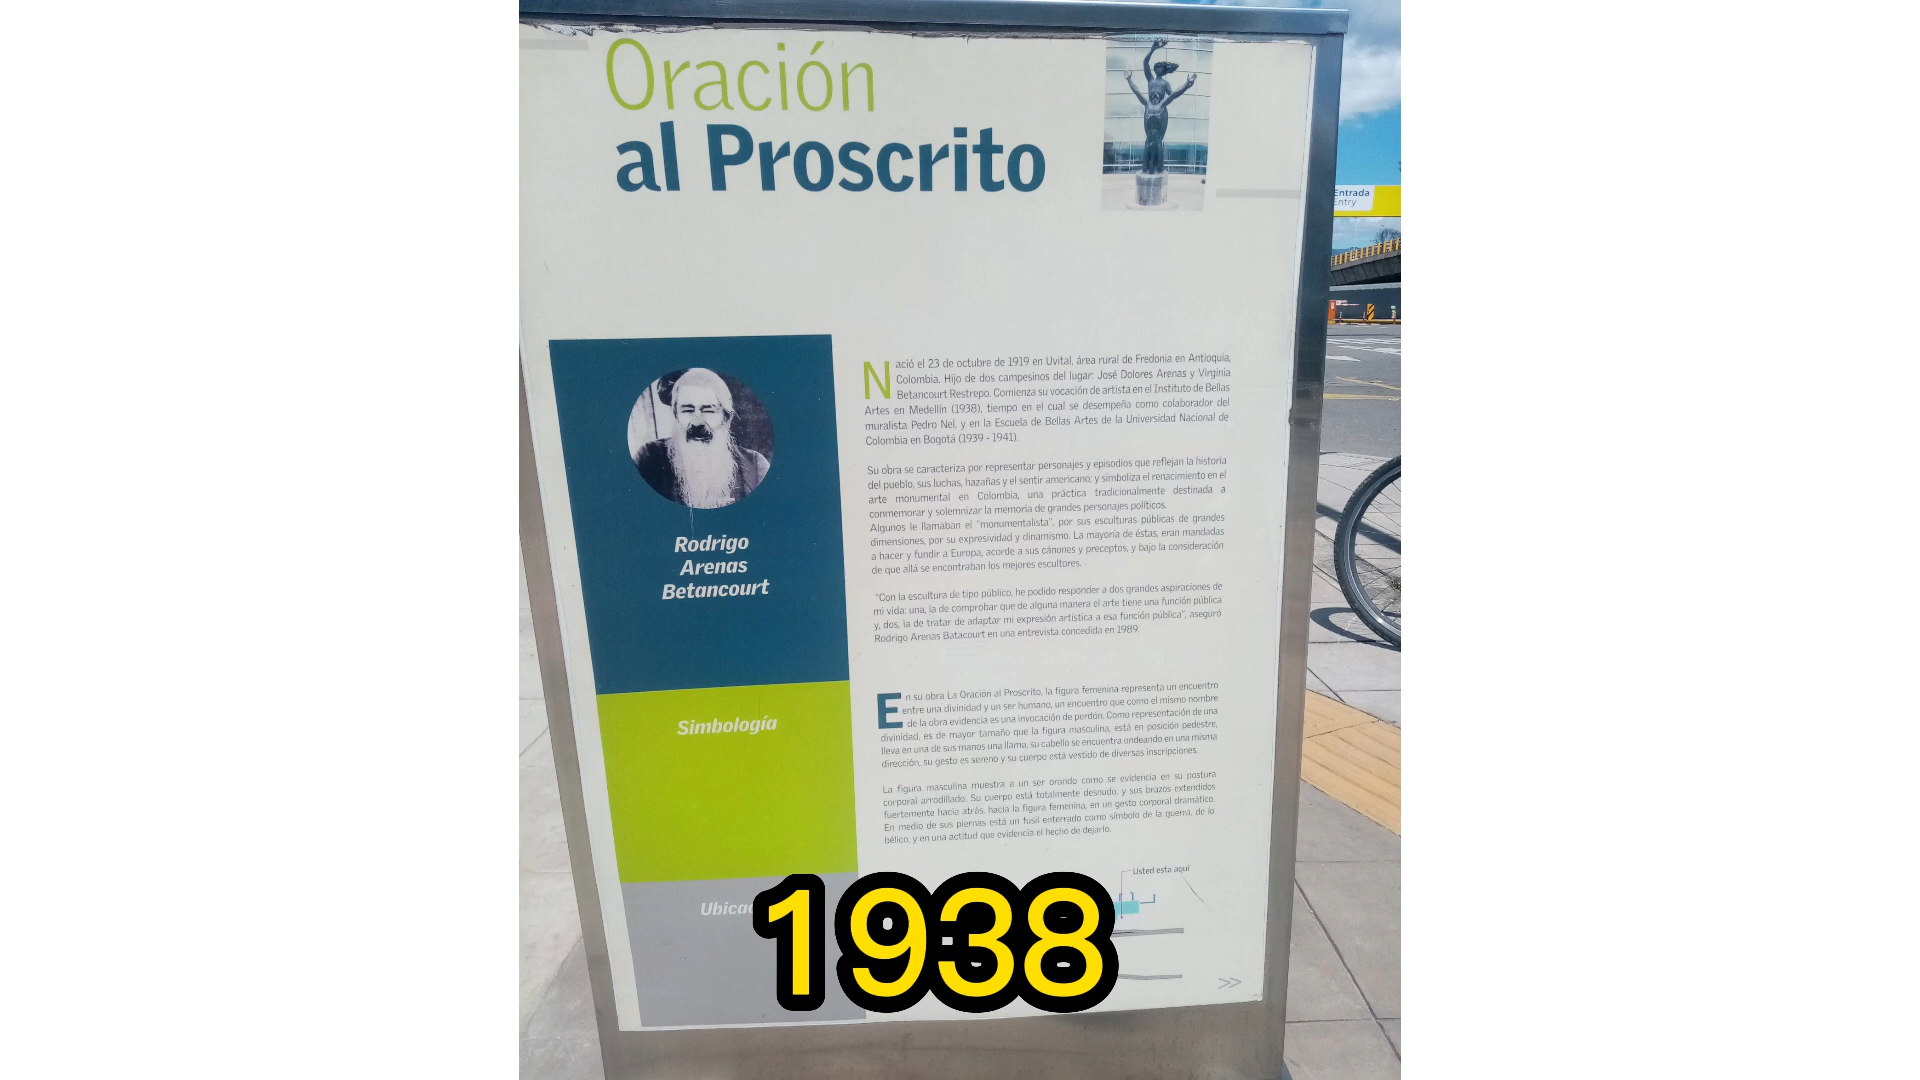 Oración
al Proscrito
Entrada
Entry
Rodrigo
Arenas
Betancourt
Nació el 23 de octubre de 1919 en Uvital, área rural de Fredonia en Antioquia,
Colombia. Hijo de dos campesinos del lugar: José Dolores Arenas y Virginia
Betancourt Restrepo. Comienza su vocación de artista en el Instituto de Bellas
Artes en Medellín (1938), tiempo en el cual se desempeña como colaborador del
muralista Pedro Nel, y en la Escuela de Bellas Artes de la Universidad Nacional de
Colombia en Bogotá (1939 - 1941).
Su obra se caracteriza por representar personajes y episodios que reflejan la historia
del pueblo, sus luchas, hazañas y el sentir americano; y simboliza el renacimiento en el
arte monumental en Colombia, una práctica tradicionalmente destinada a
conmemorar y solemnizar la memoria de grandes personajes políticos.
Algunos le llamaban el "monumentalista", por sus esculturas públicas de grandes
dimensiones, por su expresividad y dinamismo. La mayoría de éstas, eran mandadas
a hacer y fundir a Europa, acorde a sus cánones y preceptos, y bajo la consideración
de que allá se encontraban los mejores escultores.
"Con la escultura de tipo público, he podido responder a dos grandes aspiraciones de
mi vida: una, la de comprobar que de alguna manera el arte tiene una función pública
y, dos, la de tratar de adaptar mi expresión artística a esa función pública", aseguró
Rodrigo Arenas Batacourt en una entrevista concedida en 1989.
Simbología
En su obra La Oración al Proscrito, la figura femenina representa un encuentro
entre una divinidad y un ser humano, un encuentro que como el mismo nombre
de la obra evidencia es una invocación de perdón. Como representación de una
divinidad, es de mayor tamaño que la figura masculina, está en posición pedestre,
lleva en una de sus manos una llama, su cabello se encuentra ondeando en una misma
dirección, su gesto es sereno y su cuerpo está vestido de diversas inscripciones.
La figura masculina muestra a un ser orando como se evidencia en su postura
corporal arrodillado. Su cuerpo está totalmente desnudo, y sus brazos extendidos
fuertemente hacia atrás, hacia la figura femenina, en un gesto corporal dramático.
En medio de sus piernas está un fusil enterrado como símbolo de la guerra, de lo
bélico, y en una actitud que evidencia el hecho de dejarlo.
Usted esta aquí
1938